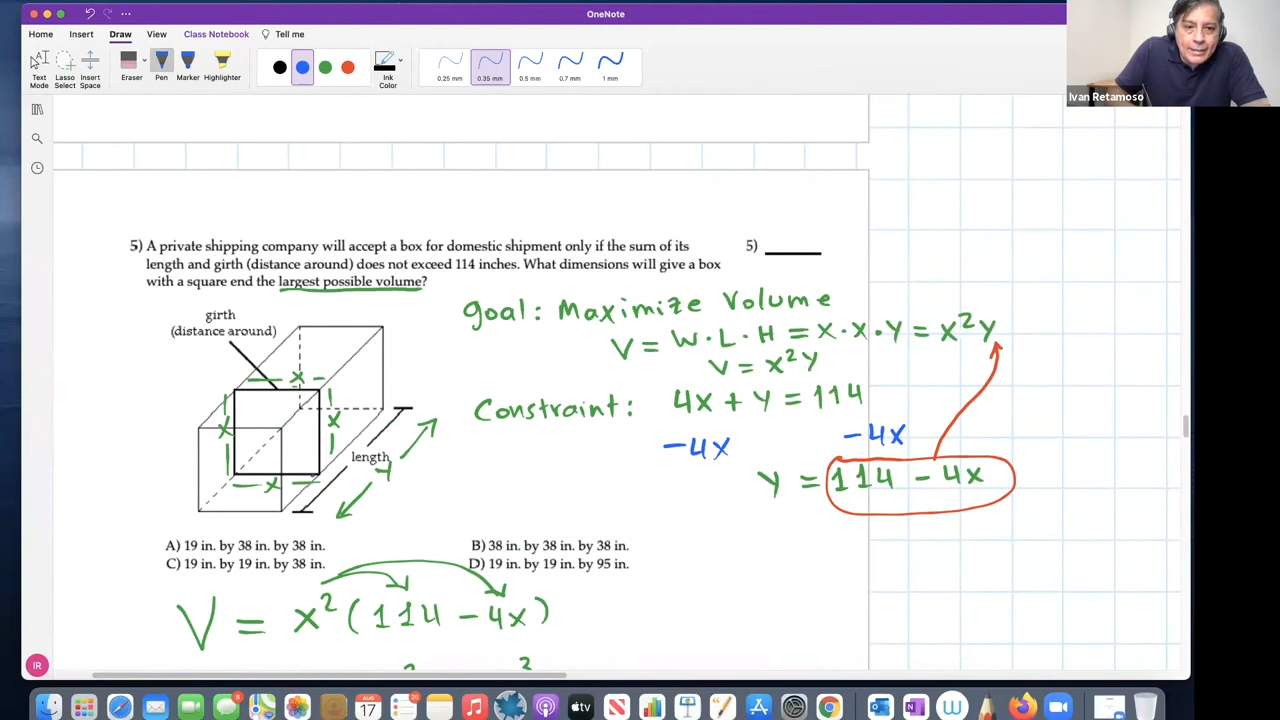 OneNote
Home Insert Draw View Class Notebook Tell me
Text Mode
Lasso Select
Insert Space
Eraser
Pen
Marker
Highlighter
Ink Color
0.25 mm 0.35 mm 0.5 mm 0.7 mm 1 mm
Ivan Retamoso
5) A private shipping company will accept a box for domestic shipment only if the sum of its
length and girth (distance around) does not exceed 114 inches. What dimensions will give a box
with a square end the largest possible volume?
5)
Goal: Maximize Volume
V = W · L · H = X · X · Y = X²Y
V = X²Y
Constraint: 4X + Y = 114
-4X -4X
Y = 114 - 4X
girth
(distance around)
X
X
X
X
length
Y
A) 19 in. by 38 in. by 38 in.
B) 38 in. by 38 in. by 38 in.
C) 19 in. by 19 in. by 38 in.
D) 19 in. by 19 in. by 95 in.
V = X² (114 - 4X)
2 2
IR
AUG
17
tv